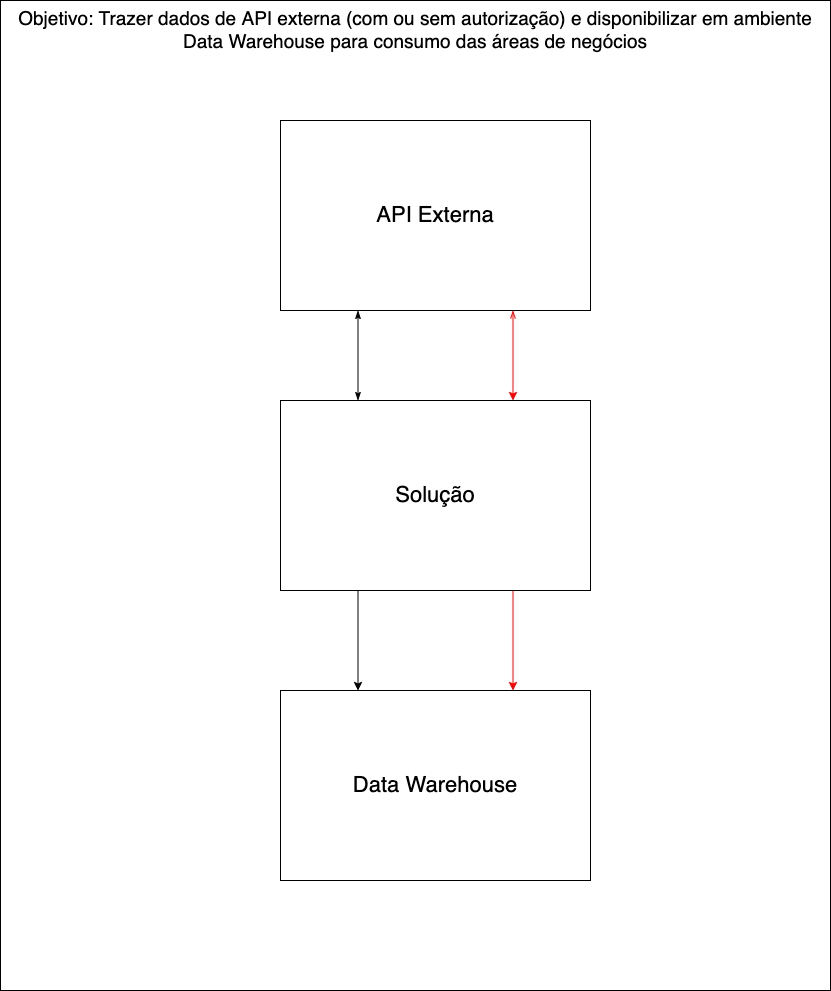 Objetivo: Trazer dados de API externa (com ou sem autorização) e disponibilizar em ambiente
Data Warehouse para consumo das áreas de negócios
API Externa
Solução
Data Warehouse